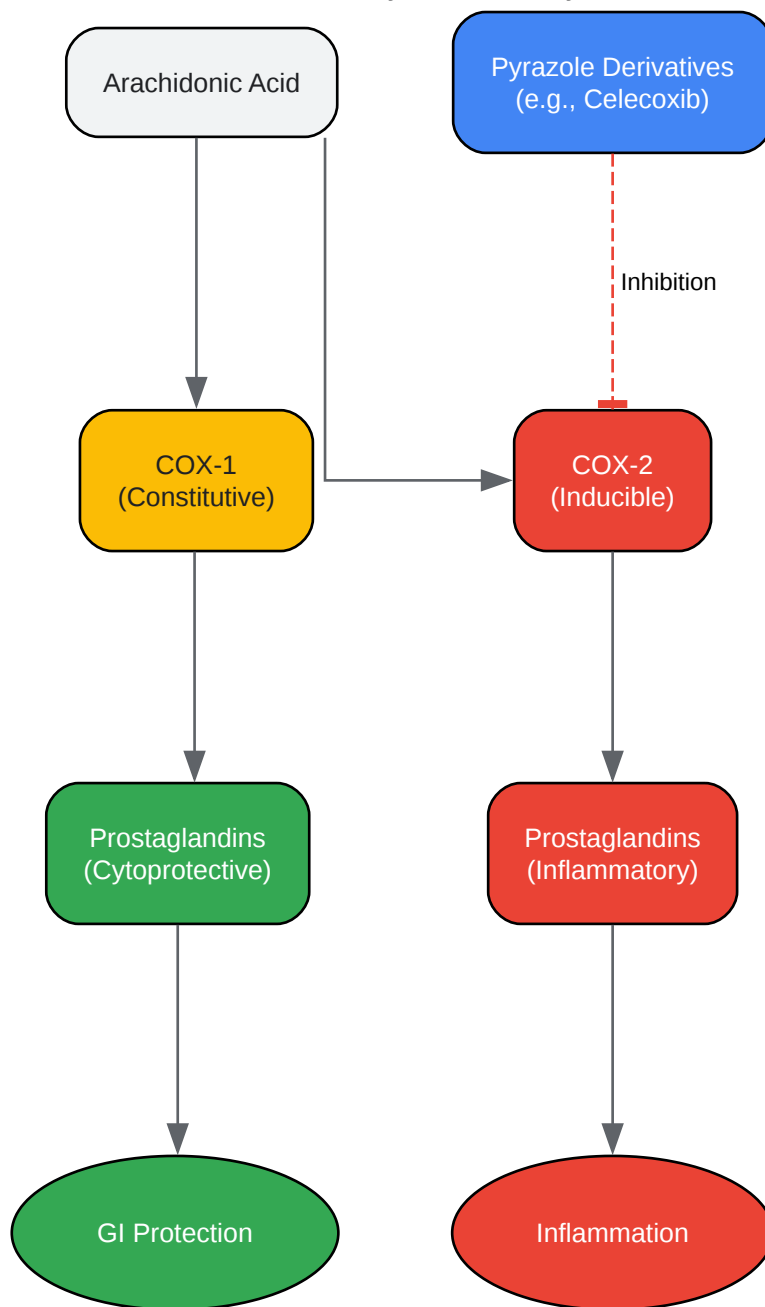 Arachidonic Acid
Pyrazole Derivatives
(e.g., Celecoxib)
Inhibition
COX-1
(Constitutive)
COX-2
(Inducible)
Prostaglandins
(Cytoprotective)
Prostaglandins
(Inflammatory)
GI Protection
Inflammation